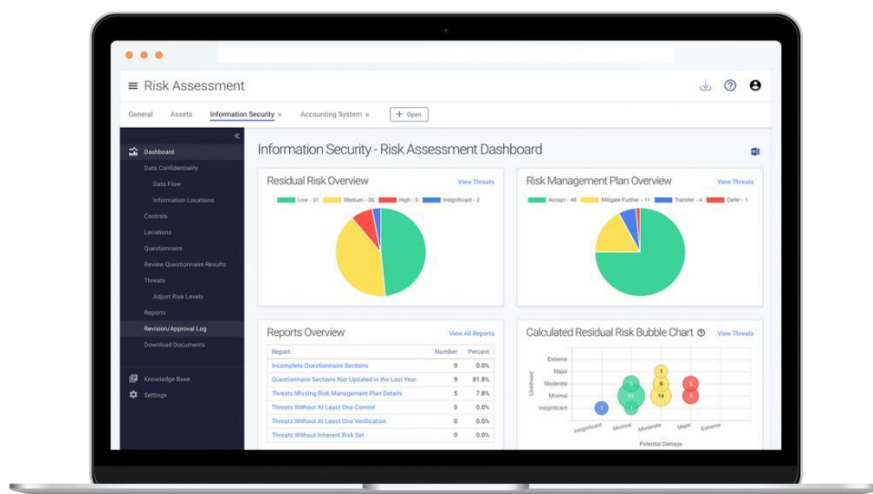 Risk Assessment
General Assets Information Security × Accounting System × + Open
«
Dashboard
Data Confidentiality
Data Flow
Information Locations
Controls
Locations
Questionnaire
Review Questionnaire Results
Threats
Adjust Risk Levels
Reports
Revision/Approval Log
Download Documents
Knowledge Base
Settings
Information Security - Risk Assessment Dashboard
Residual Risk Overview View Threats
Low - 31 Medium - 26 High - 5 Insignificant - 2
Risk Management Plan Overview View Threats
Accept - 48 Mitigate Further - 11 Transfer - 4 Defer - 1
Reports Overview View All Reports
Report Number Percent
Incomplete Questionnaire Sections 0 0.0%
Questionnaire Sections Not Updated in the Last Year 9 81.8%
Threats Missing Risk Management Plan Details 5 7.8%
Threats Without At Least One Control 0 0.0%
Threats Without At Least One Verification 0 0.0%
Threats Without Inherent Risk Set 0 0.0%
Calculated Residual Risk Bubble Chart ? View Threats
Likelihood
Extreme
Major 1
Moderate 6
Minimal 14
insignificant 1 1
insignificant Minimal Moderate Major Extreme
Potential Damage